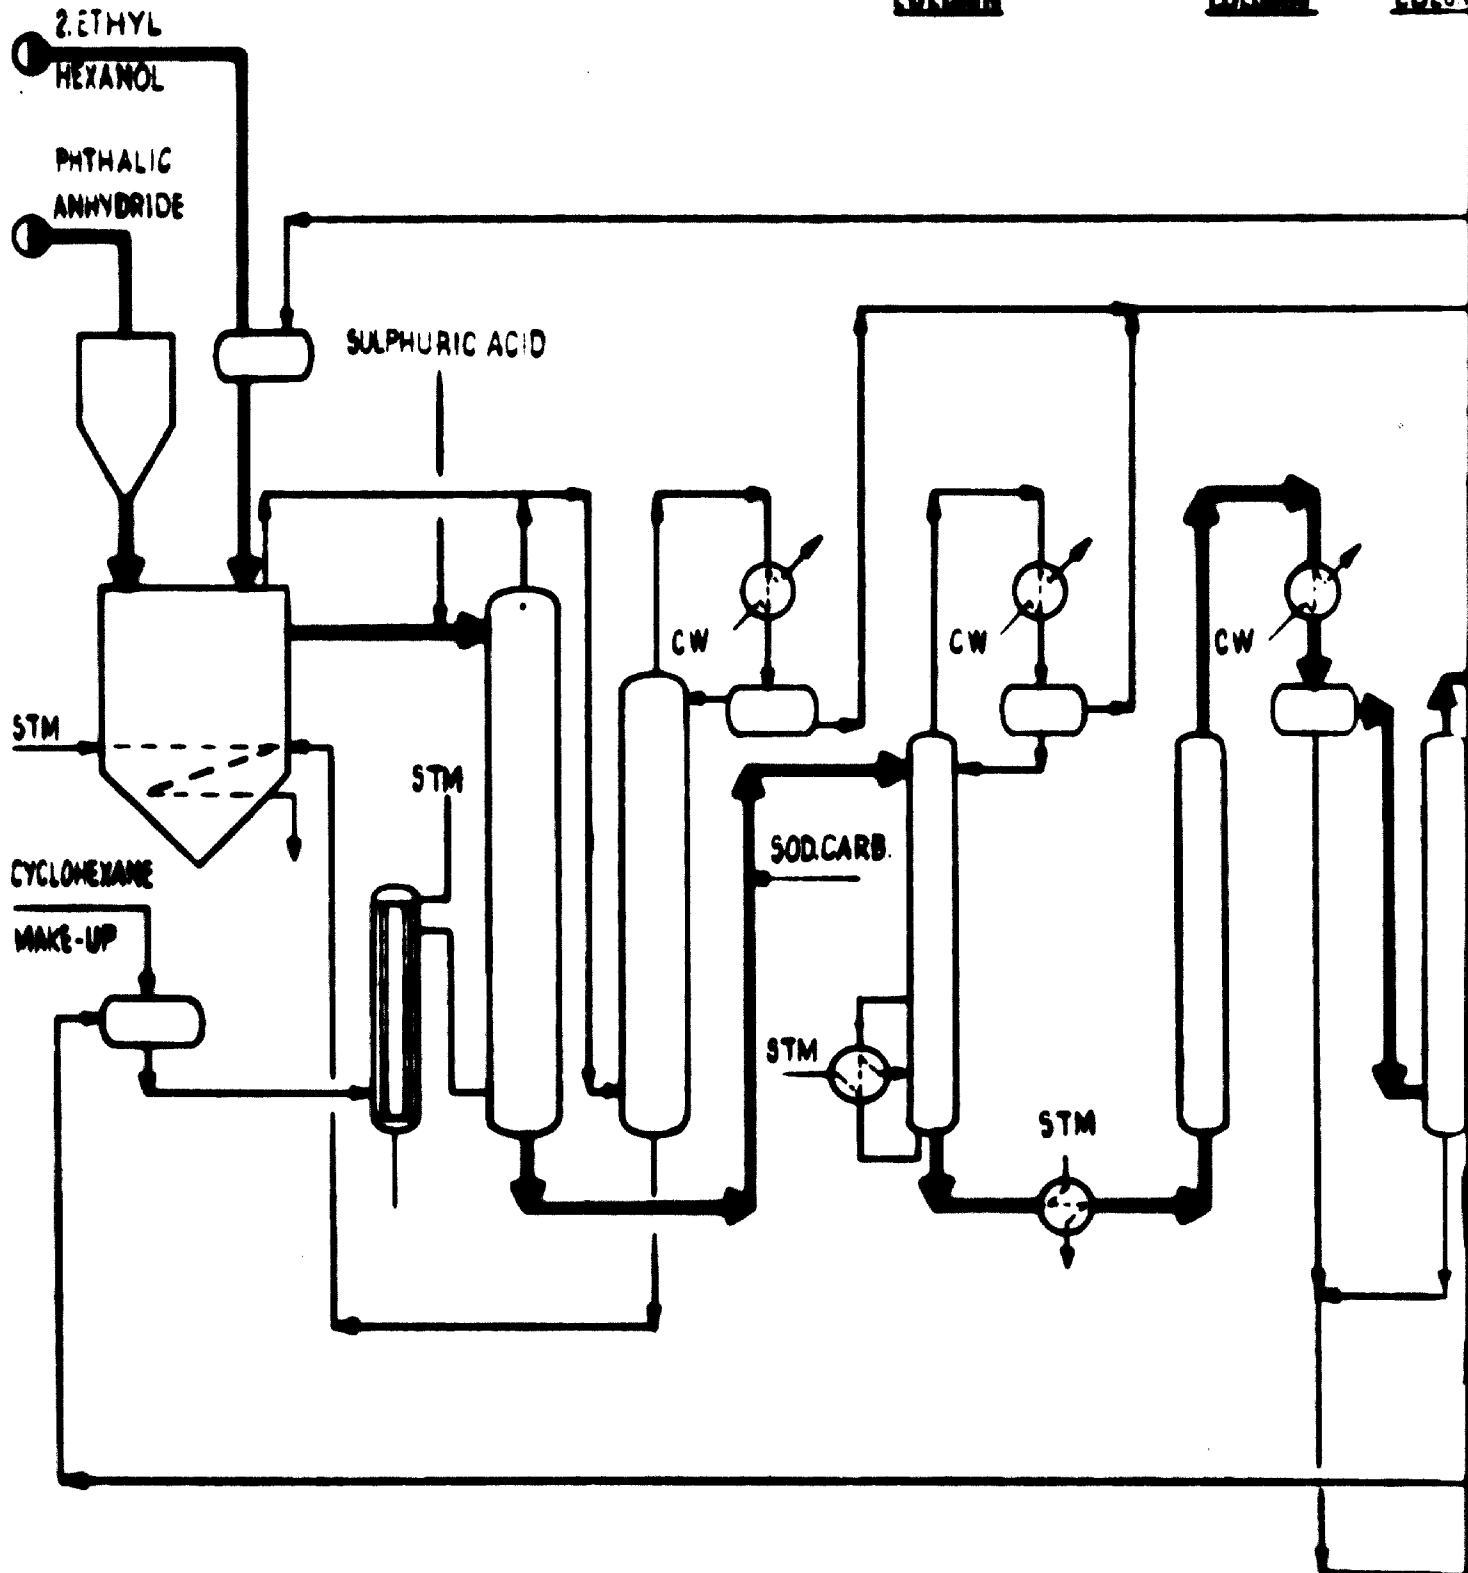 2.ETHYL
HEXANOL
PHTHALIC
ANHYDRIDE
SULPHURIC ACID
CW
CW
CW
STM
STM
SOD.CARB.
CYCLOHEXANE
MAKE-UP
STM
STM